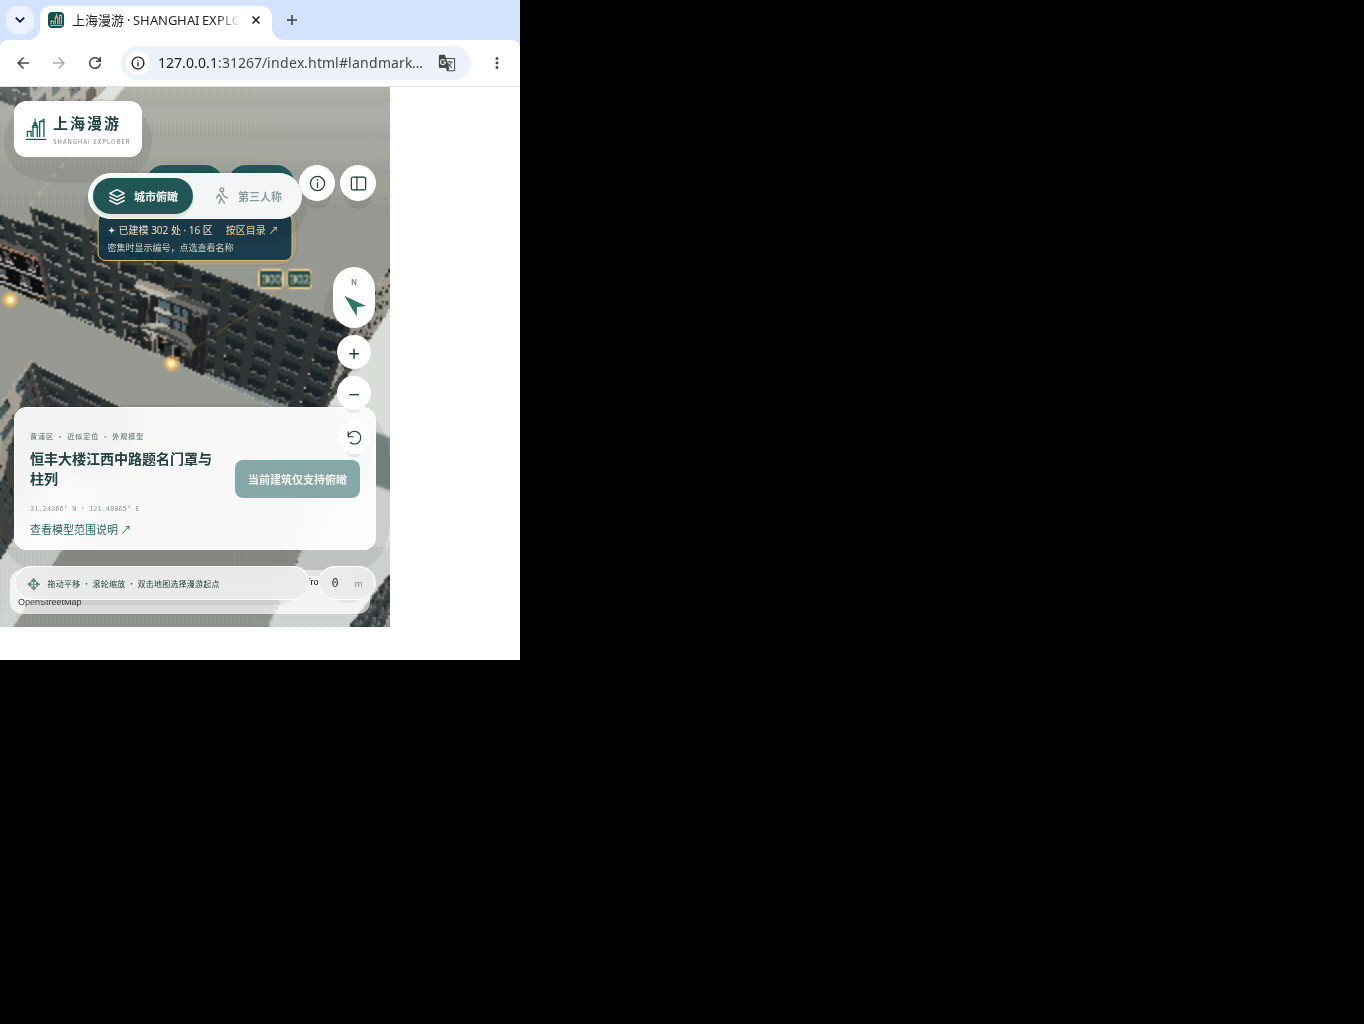 上海漫游 · SHANGHAI EXPLO
127.0.0.1:31267/index.html#landmark...
上海漫游
SHANGHAI EXPLORER
城市俯瞰
第三人称
✦ 已建模 302 处 · 16 区 按区目录 ↗
密集时显示编号，点选查看名称
300 302
N
+
−
黄浦区 · 近似定位 · 外观模型
恒丰大楼江西中路题名门罩与
柱列
当前建筑仅支持俯瞰
31.24366° N · 121.48065° E
查看模型范围说明 ↗
拖动平移 · 滚轮缩放 · 双击地图选择漫游起点
0 m
OpenStreetMap